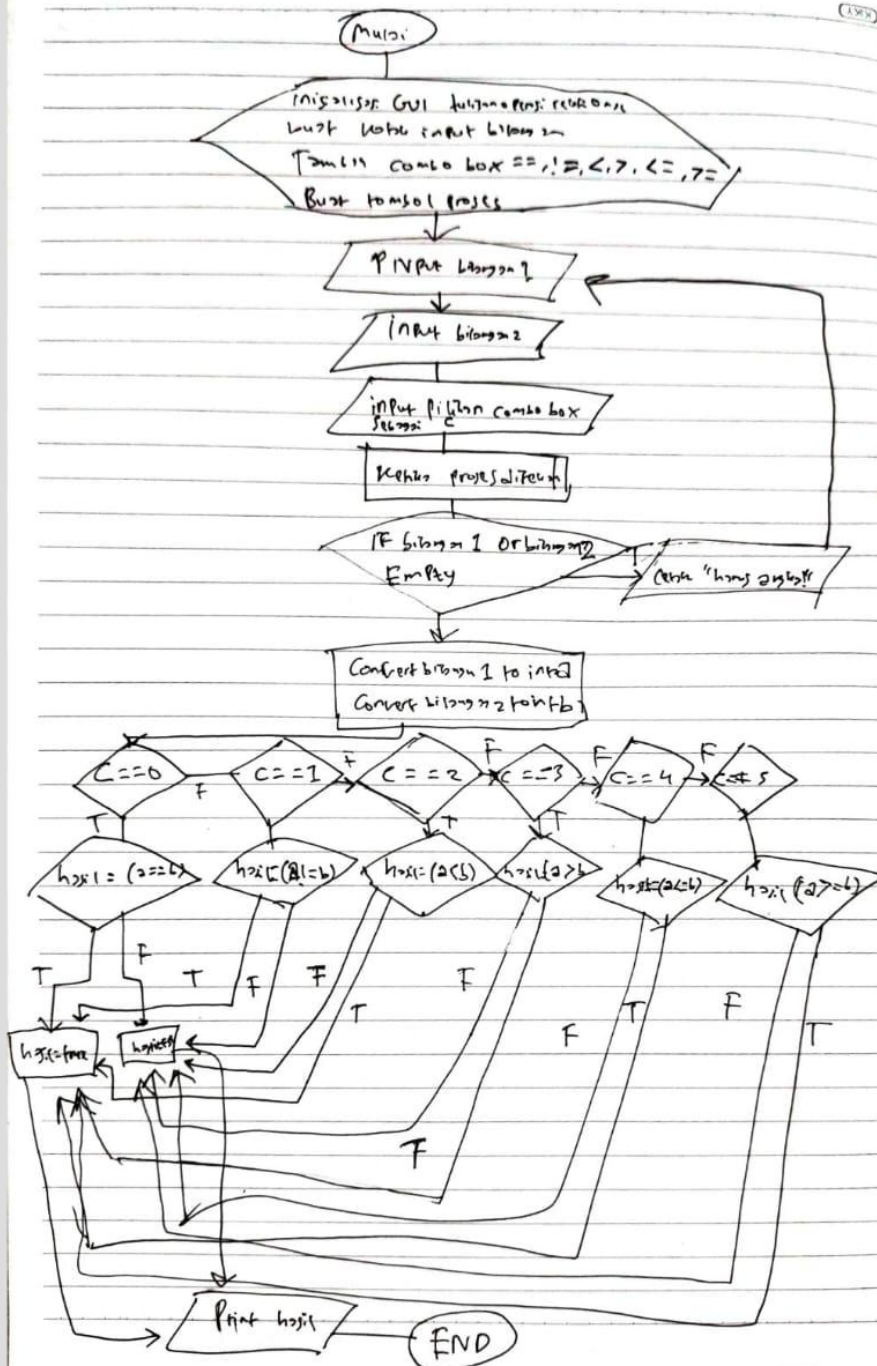 Mulai
inisialisasi GUI
buat kotak input bilangan
Tambah combo box ==, !=, <, >, <=, >=
Buat tombol proses
INput bilangan 1
input bilangan 2
input pilihan combo box
sebagai c
Ketika proses ditekan
IF bilangan 1 Or bilangan 2
Empty
T
Cetak "harus angka!!"
Convert bilangan 1 to int a
Convert bilangan 2 to int b
C==0
F
C==1
F
C==2
F
C==3
F
C==4
F
5
T
T
T
hasil = (a==b)
hasil=(a!=b)
hasil=(a<b)
hasil(a>b
hasil=(a<=b)
hasil (a>=b)
T
F
T
F
F
T
F
F
T
F
T
hasil=true
F
Print hasil
END